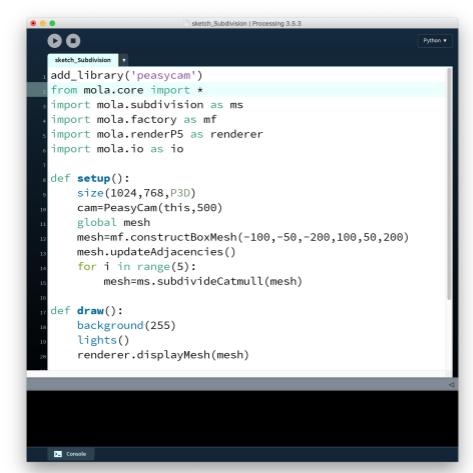 sketch_Subdivision | Processing 3.5.3
Python ▼
sketch_Subdivision ▼
1 add_library('peasycam')
2 from mola.core import *
3 import mola.subdivision as ms
4 import mola.factory as mf
5 import mola.renderP5 as renderer
6 import mola.io as io
7
8 def setup():
9     size(1024,768,P3D)
10     cam=PeasyCam(this,500)
11     global mesh
12     mesh=mf.constructBoxMesh(-100,-50,-200,100,50,200)
13     mesh.updateAdjacencies()
14     for i in range(5):
15         mesh=ms.subdivideCatmull(mesh)
16
17 def draw():
18     background(255)
19     lights()
20     renderer.displayMesh(mesh)
Console